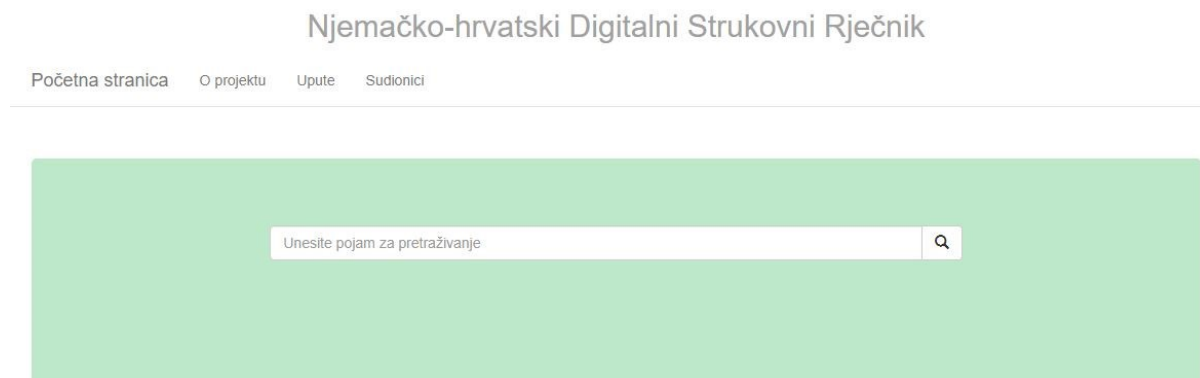 Njemačko-hrvatski Digitalni Strukovni Rječnik
Početna stranica O projektu Upute Sudionici
Unesite pojam za pretraživanje